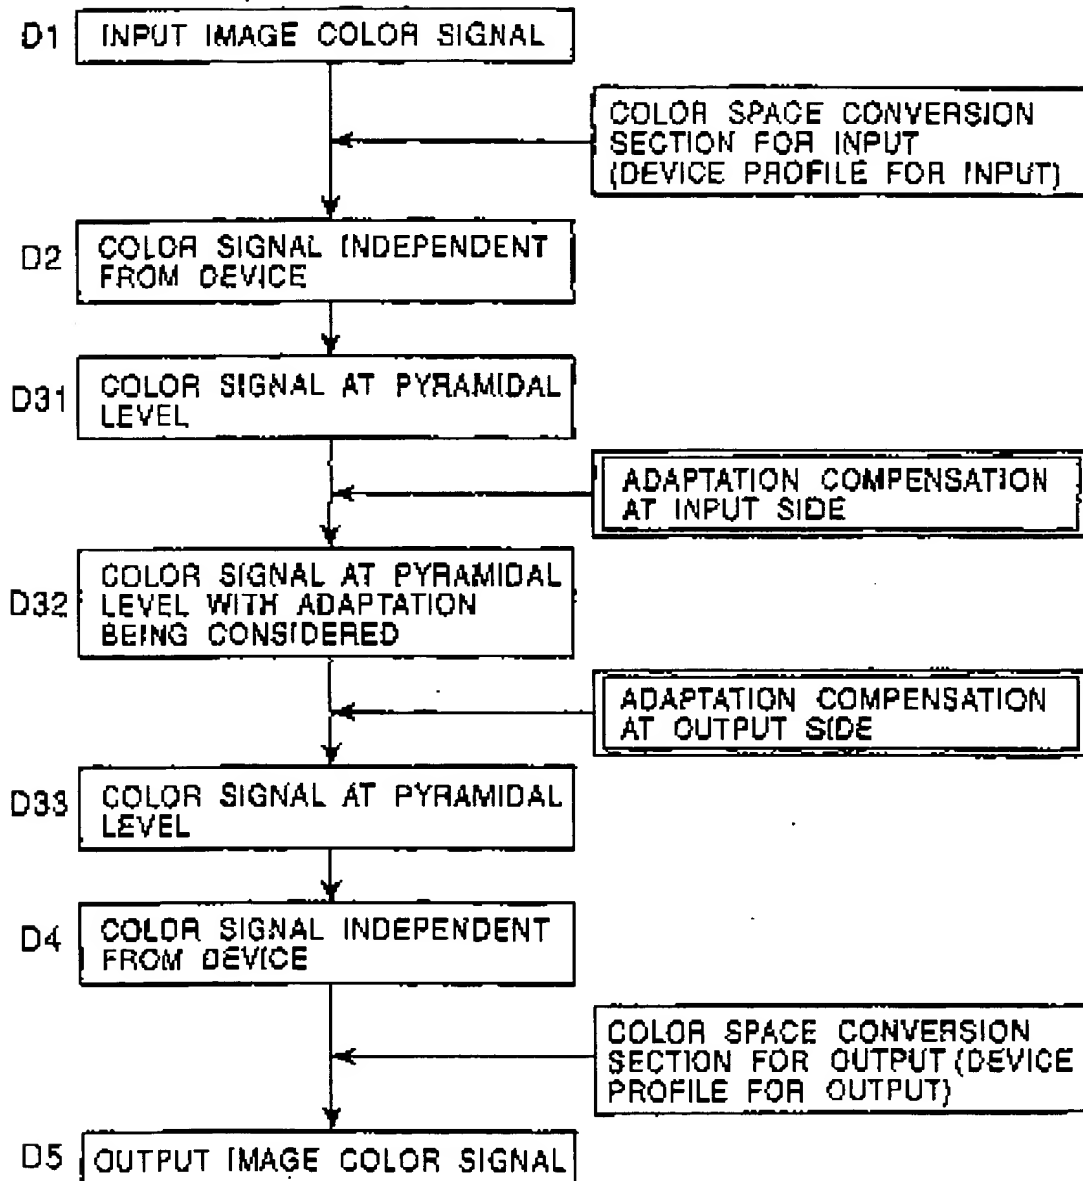 D1 INPUT IMAGE COLOR SIGNAL
COLOR SPACE CONVERSION
SECTION FOR INPUT
(DEVICE PROFILE FOR INPUT)
D2 COLOR SIGNAL INDEPENDENT
FROM DEVICE
D31 COLOR SIGNAL AT PYRAMIDAL
LEVEL
ADAPTATION COMPENSATION
AT INPUT SIDE
D32 COLOR SIGNAL AT PYRAMIDAL
LEVEL WITH ADAPTATION
BEING CONSIDERED
ADAPTATION COMPENSATION
AT OUTPUT SIDE
D33 COLOR SIGNAL AT PYRAMIDAL
LEVEL
D4 COLOR SIGNAL INDEPENDENT
FROM DEVICE
COLOR SPACE CONVERSION
SECTION FOR OUTPUT (DEVICE
PROFILE FOR OUTPUT)
D5 OUTPUT IMAGE COLOR SIGNAL